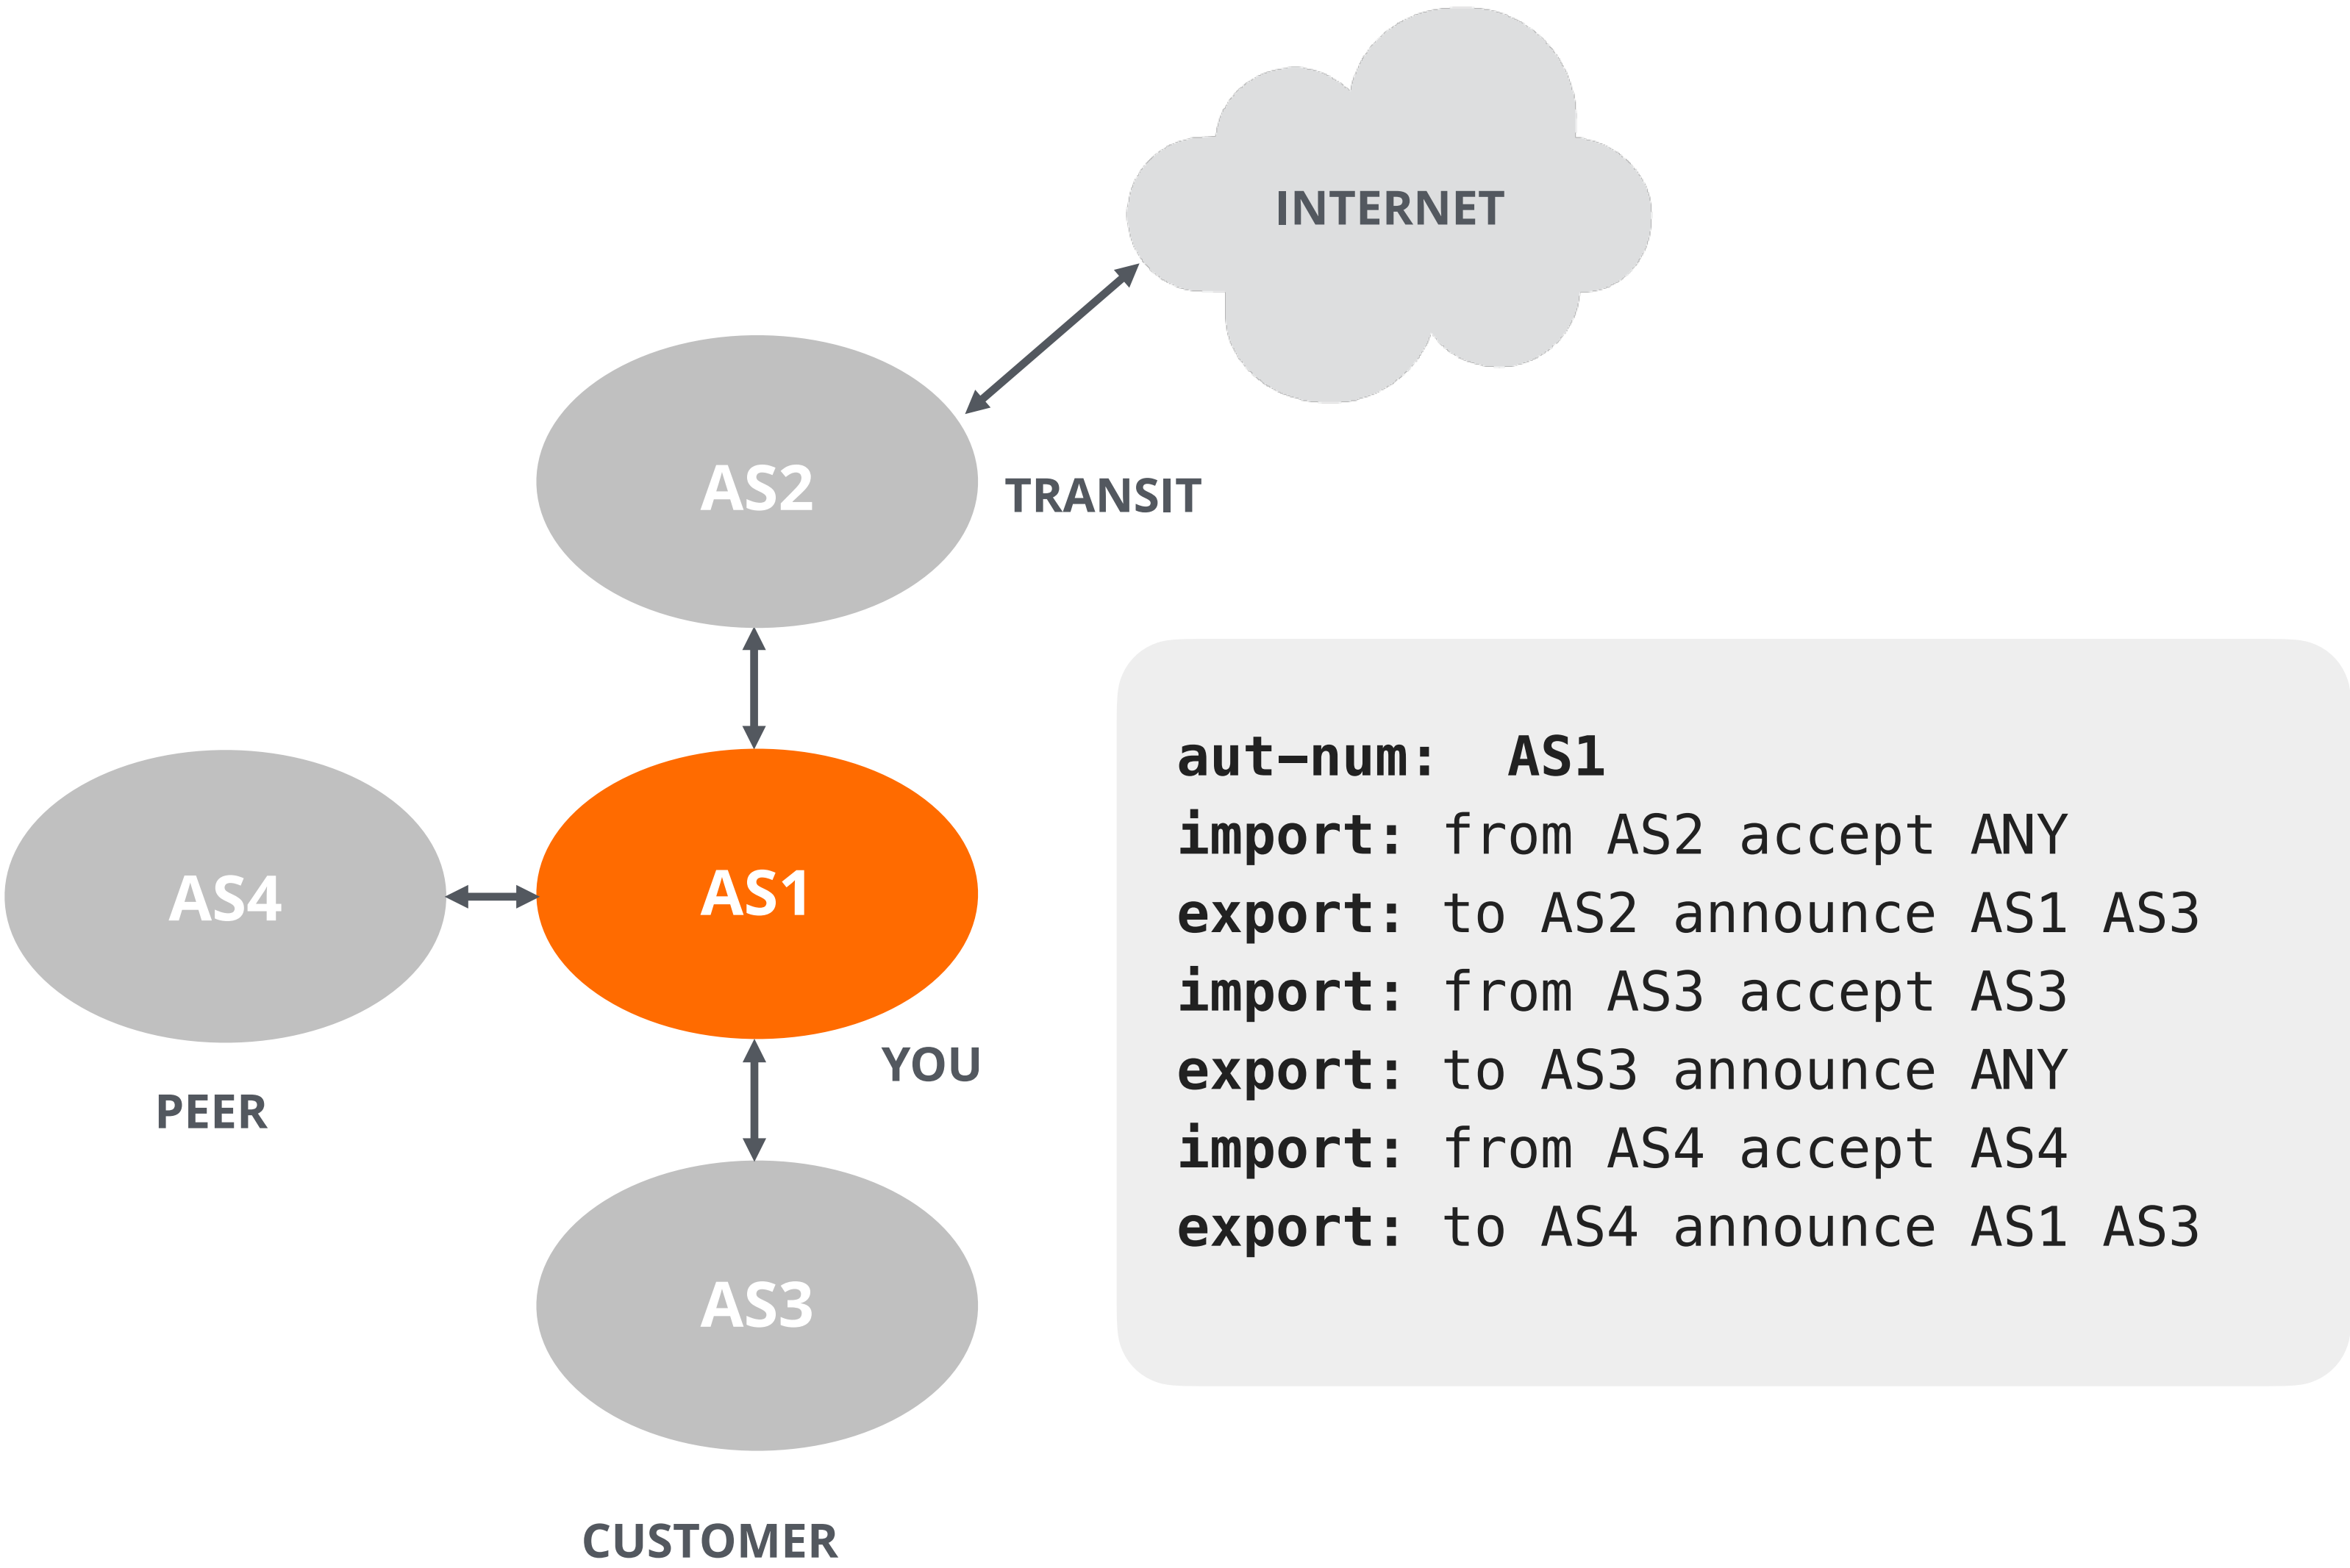 INTERNET
AS2
TRANSIT
AS4
AS1
YOU
PEER
AS3
CUSTOMER
aut-num: AS1
import: from AS2 accept ANY
export: to AS2 announce AS1 AS3
import: from AS3 accept AS3
export: to AS3 announce ANY
import: from AS4 accept AS4
export: to AS4 announce AS1 AS3